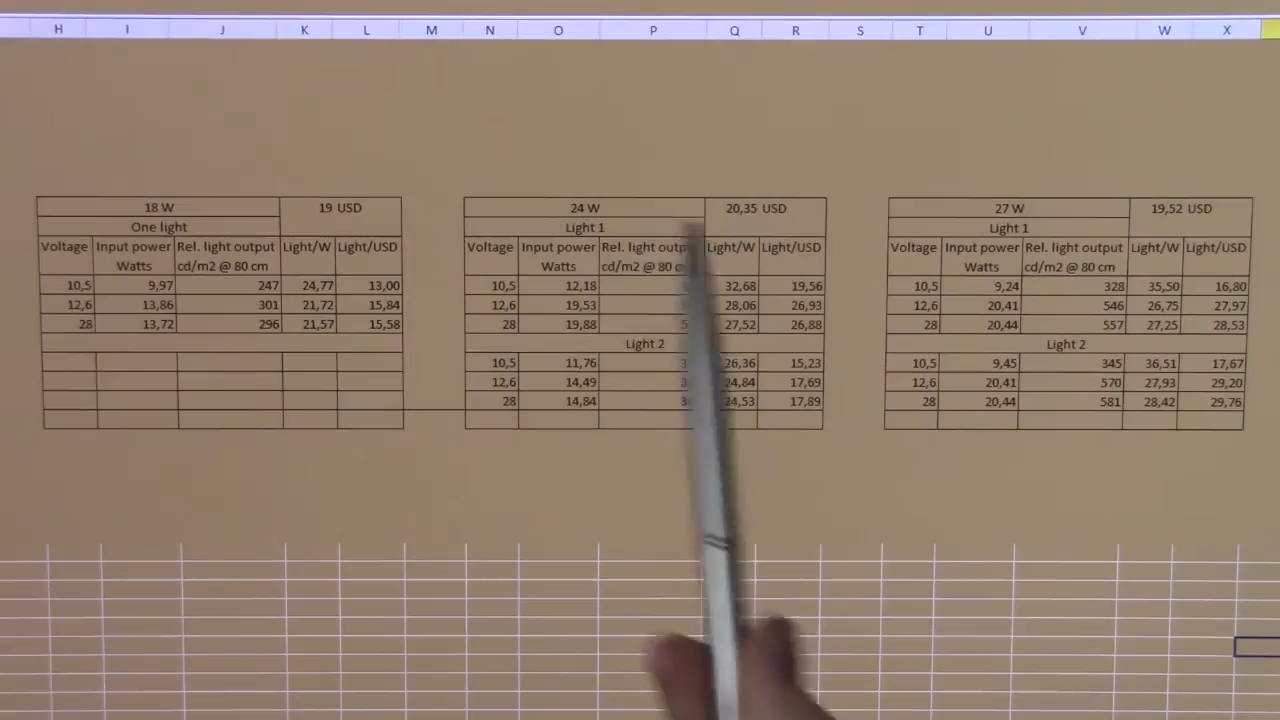 H I J K L M N O P Q R S T U V W X
18 W 19 USD
One light
Voltage Input power Rel. light output Light/W Light/USD
Watts cd/m2 @ 80 cm
10,5 9,97 247 24,77 13,00
12,6 13,86 301 21,72 15,84
28 13,72 296 21,57 15,58
24 W 20,35 USD
Light 1
Voltage Input power Rel. light Light/W Light/USD
Watts cd/m2 @ 80
10,5 12,18 32,68 19,56
12,6 19,53 28,06 26,93
28 19,88 27,52 26,88
Light 2
10,5 11,76 26,36 15,23
12,6 14,49 24,84 17,69
28 14,84 24,53 17,89
27 W 19,52 USD
Light 1
Voltage Input power Rel. light output Light/W Light/USD
Watts cd/m2 @ 80 cm
10,5 9,24 328 35,50 16,80
12,6 20,41 546 26,75 27,97
28 20,44 557 27,25 28,53
Light 2
10,5 9,45 345 36,51 17,67
12,6 20,41 570 27,93 29,20
28 20,44 581 28,42 29,76